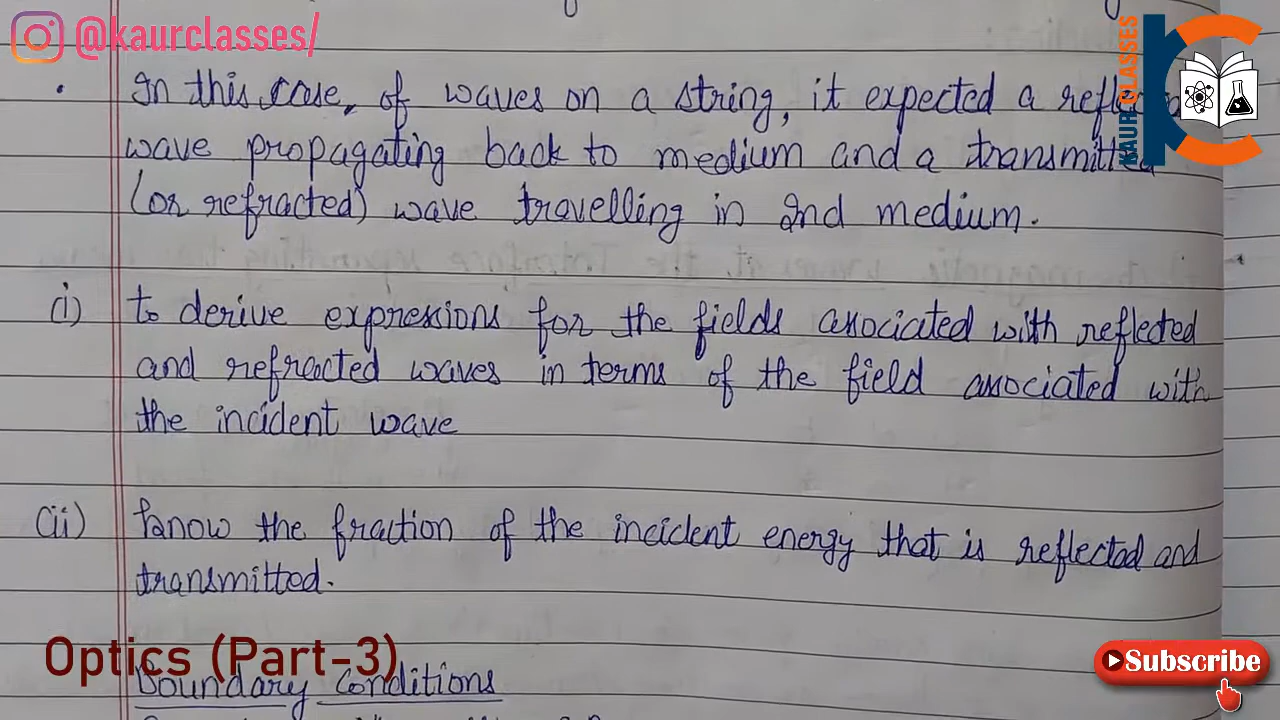 @kaurclasses/
KAUR CLASSES
In this case, of waves on a string, it expected a reflected
wave propagating back to medium and a transmitted
(or refracted) wave travelling in 2nd medium.
(i) to derive expressions for the fields associated with reflected
and refracted waves in terms of the field associated with
the incident wave
(ii) know the fraction of the incident energy that is reflected and
transmitted.
Optics (Part-3)
Boundary Conditions
Subscribe